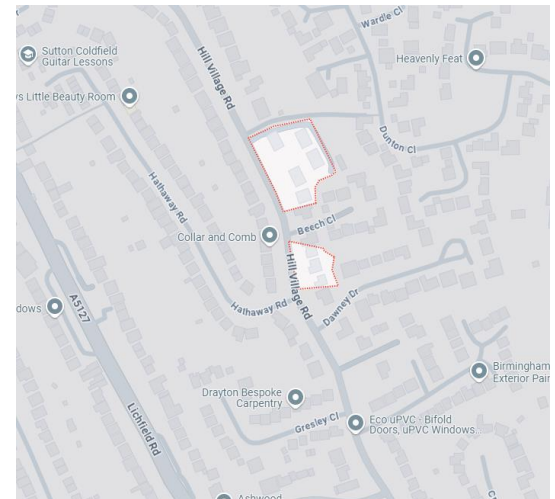 Wardle Cl
Sutton Coldfield
Guitar Lessons
Hill Village Rd
Heavenly Feat
ys Little Beauty Room
Dunton Cl
Hathaway Rd
Beech Cl
Collar and Comb
Hill Village Rd
A5127
dows
Hathaway Rd
Dawney Dr
Birmingham
Exterior Pain
Drayton Bespoke
Carpentry
Lichfield Rd
Gresley Cl
Eco uPVC - Bifold
Doors, uPVC Windows...
Ashwood